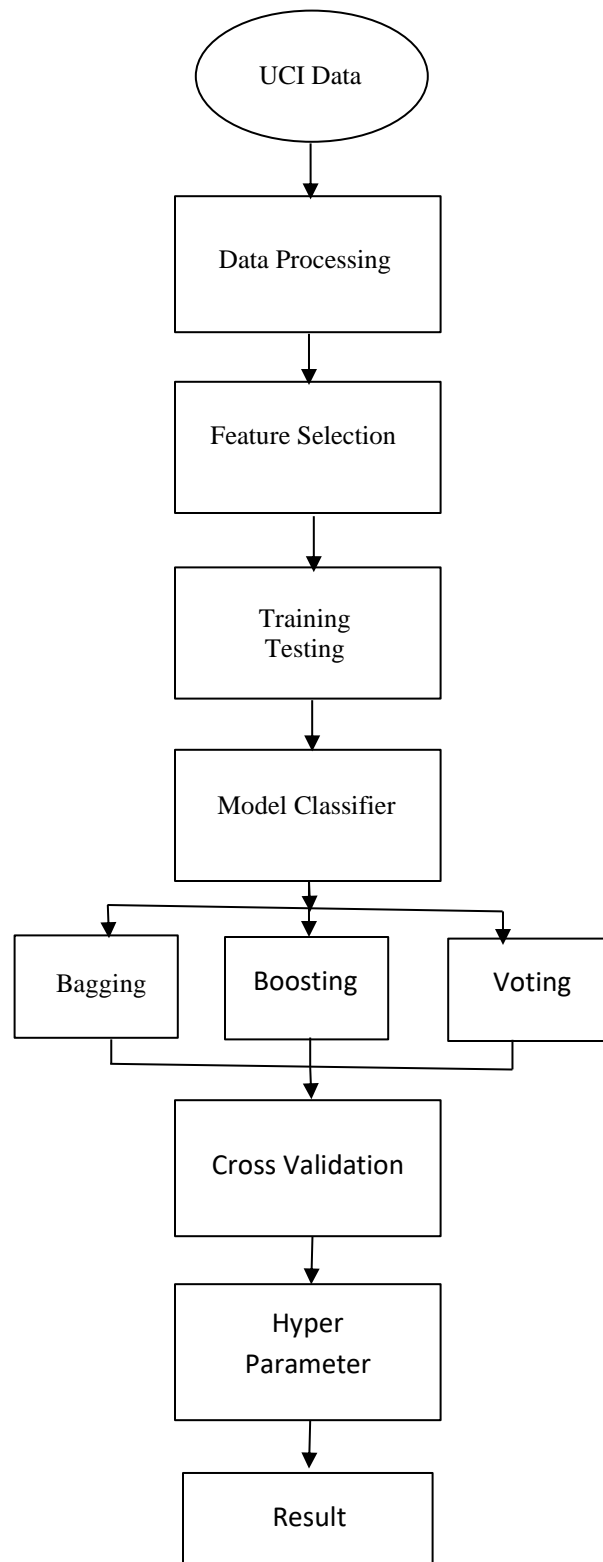 UCI Data
Data Processing
Feature Selection
Training
Testing
Model Classifier
Bagging
Boosting
Voting
Cross Validation
Hyper
Parameter
Result